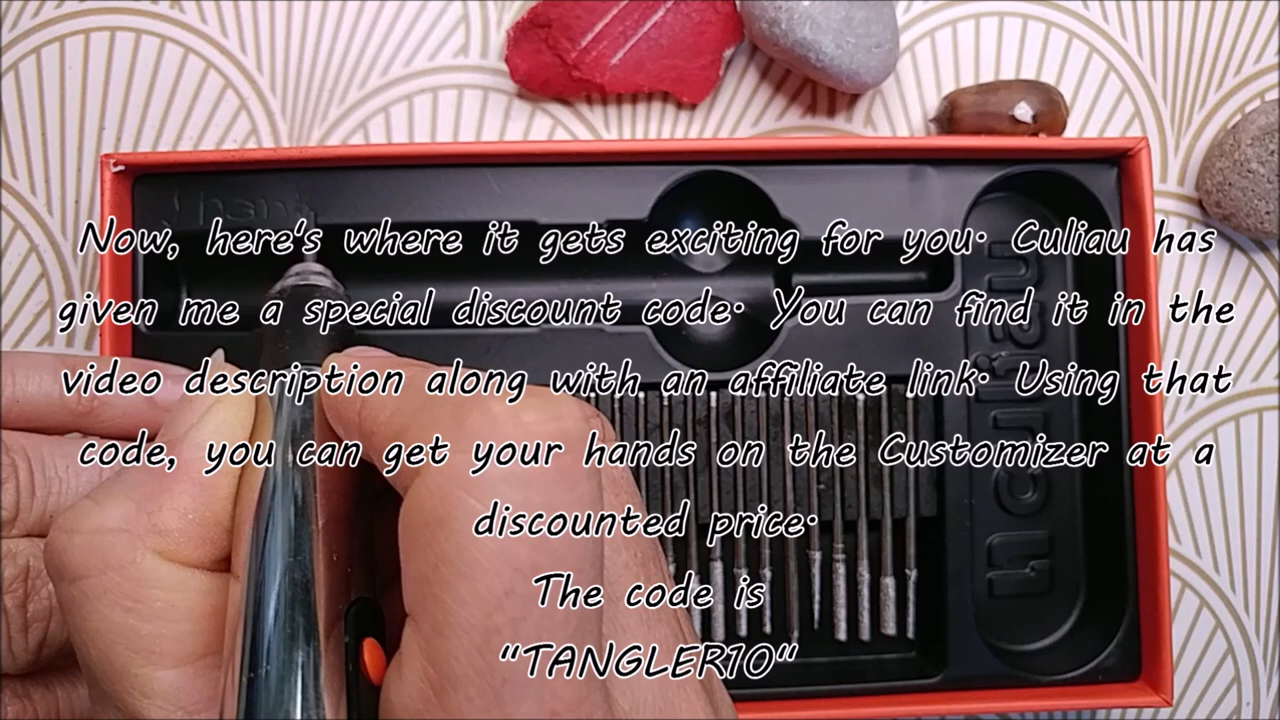 Now, here's where it gets exciting for you. Culiau has
given me a special discount code. You can find it in the
video description along with an affiliate link. Using that
code, you can get your hands on the Customizer at a
discounted price.
The code is
"TANGLER10"
culiau